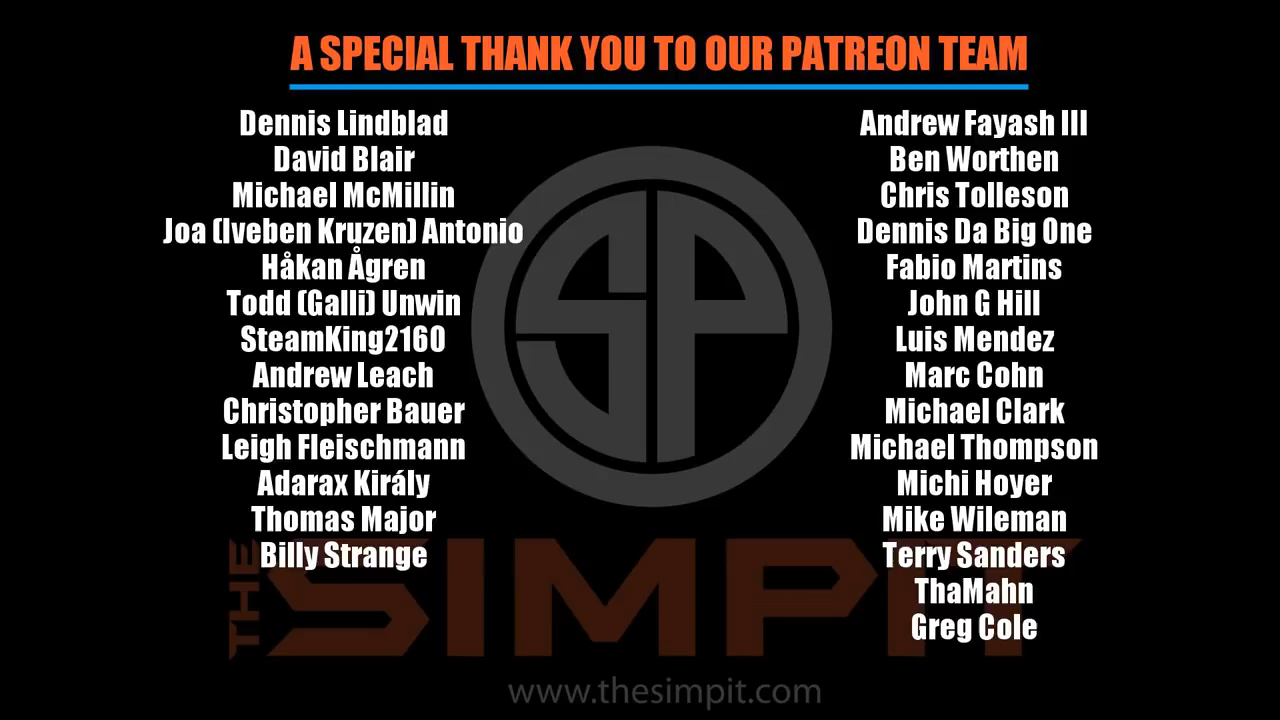 A SPECIAL THANK YOU TO OUR PATREON TEAM
Dennis Lindblad
David Blair
Michael McMillin
Joa (Iveben Kruzen) Antonio
Håkan Ågren
Todd (Galli) Unwin
SteamKing2160
Andrew Leach
Christopher Bauer
Leigh Fleischmann
Adarax Király
Thomas Major
Billy Strange
Andrew Fayash III
Ben Worthen
Chris Tolleson
Dennis Da Big One
Fabio Martins
John G Hill
Luis Mendez
Marc Cohn
Michael Clark
Michael Thompson
Michi Hoyer
Mike Wileman
Terry Sanders
ThaMahn
Greg Cole
SP
THE SIMPIT
www.thesimpit.com